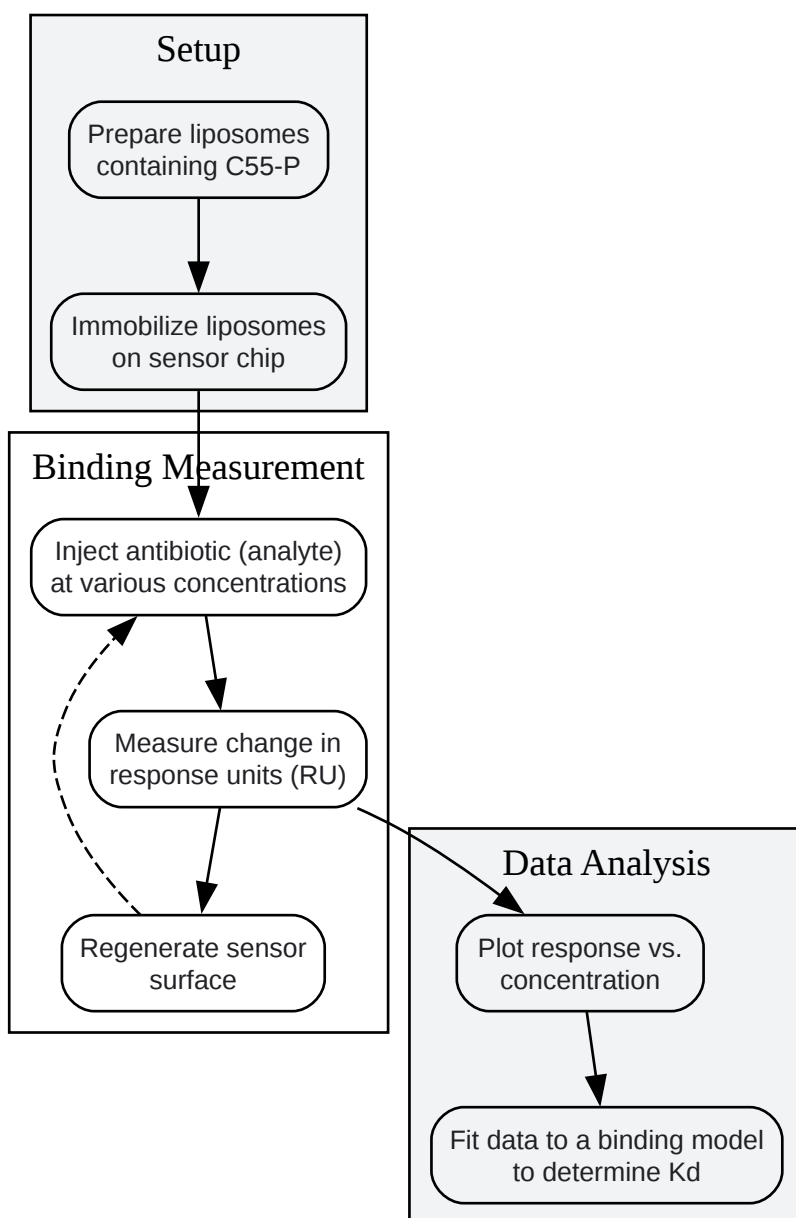 Setup
Prepare liposomes
containing C55-P
Immobilize liposomes
on sensor chip
Binding Measurement
Inject antibiotic (analyte)
at various concentrations
Measure change in
response units (RU)
Regenerate sensor
surface
Data Analysis
Plot response vs.
concentration
Fit data to a binding model
to determine Kd